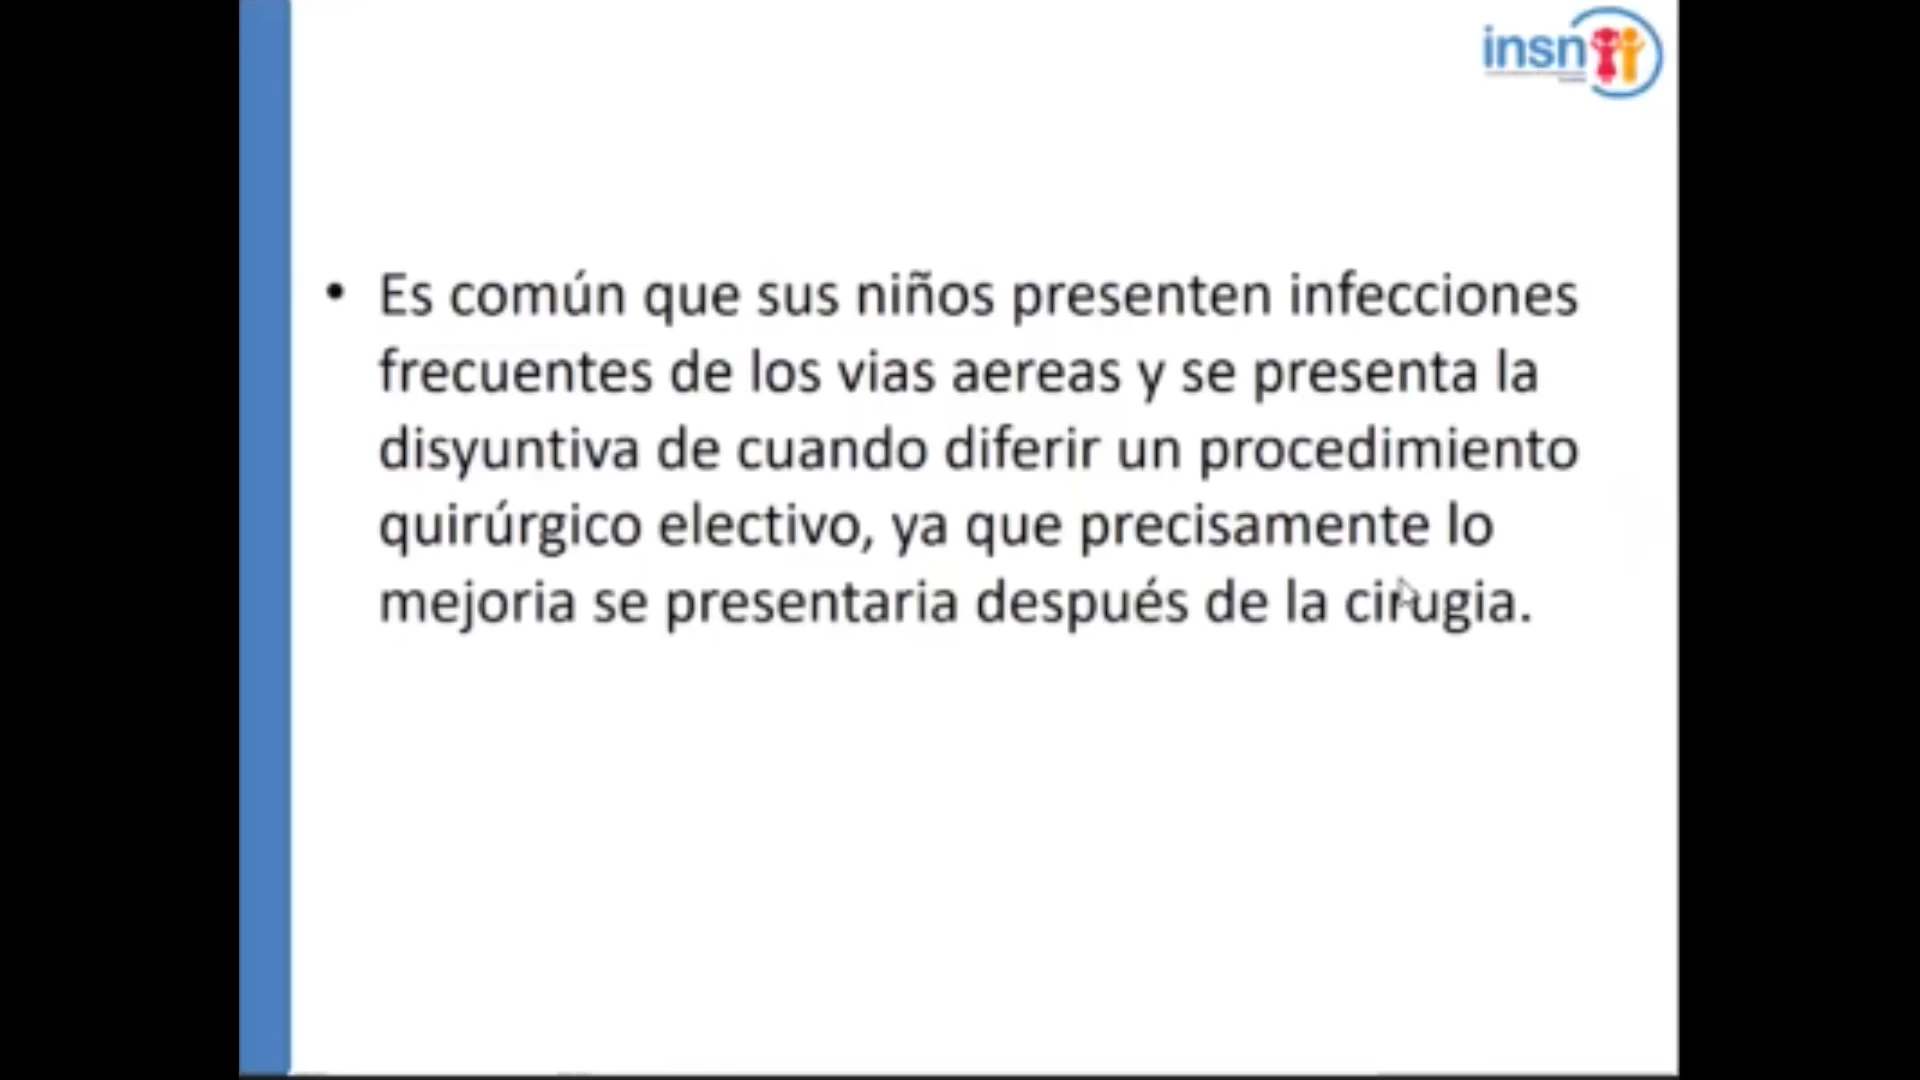 insn
• Es común que sus niños presenten infecciones
frecuentes de los vias aereas y se presenta la
disyuntiva de cuando diferir un procedimiento
quirúrgico electivo, ya que precisamente lo
mejoria se presentaria después de la cirugia.